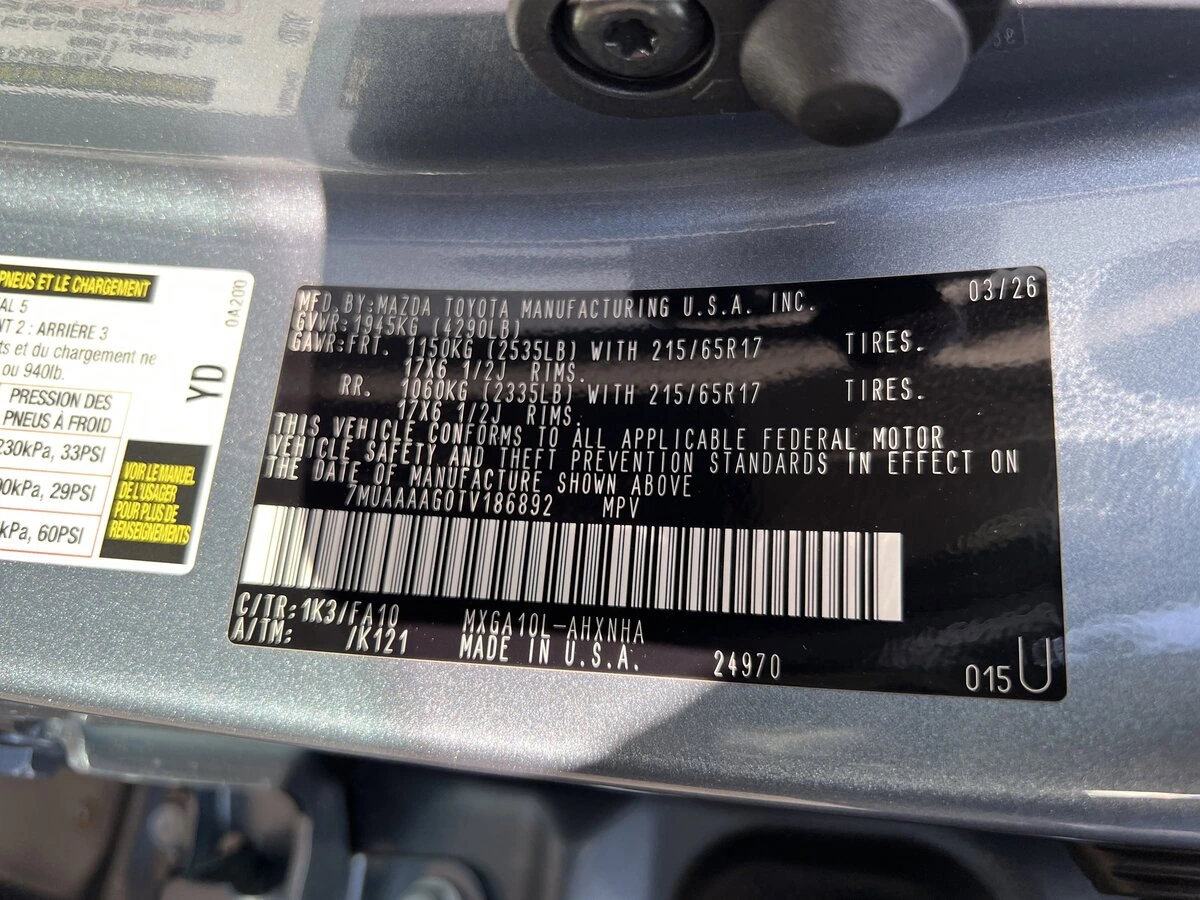 PNEUS ET LE CHARGEMENT
AL 5
NT 2 : ARRIÈRE 3
ts et du chargement ne
ou 940lb.
PRESSION DES
PNEUS À FROID
230kPa, 33PSI
00kPa, 29PSI
kPa, 60PSI
VOIR LE MANUEL
DE L'USAGER
POUR PLUS DE
RENSEIGNEMENTS
0A200
YD
MFD. BY:MAZDA TOYOTA MANUFACTURING U.S.A. INC. 03/26
GVWR:1945KG (4290LB)
GAWR:FRT. 1150KG (2535LB) WITH 215/65R17 TIRES.
17X6 1/2J RIMS.
RR. 1060KG (2335LB) WITH 215/65R17 TIRES.
17X6 1/2J RIMS.
THIS VEHICLE CONFORMS TO ALL APPLICABLE FEDERAL MOTOR
VEHICLE SAFETY AND THEFT PREVENTION STANDARDS IN EFFECT ON
THE DATE OF MANUFACTURE SHOWN ABOVE
7MUAAAAG0TV186892 MPV
C/TR:1K3/FA10 MXGA10L-AHXNHA
A/TM: /K121 MADE IN U.S.A. 24970
015U